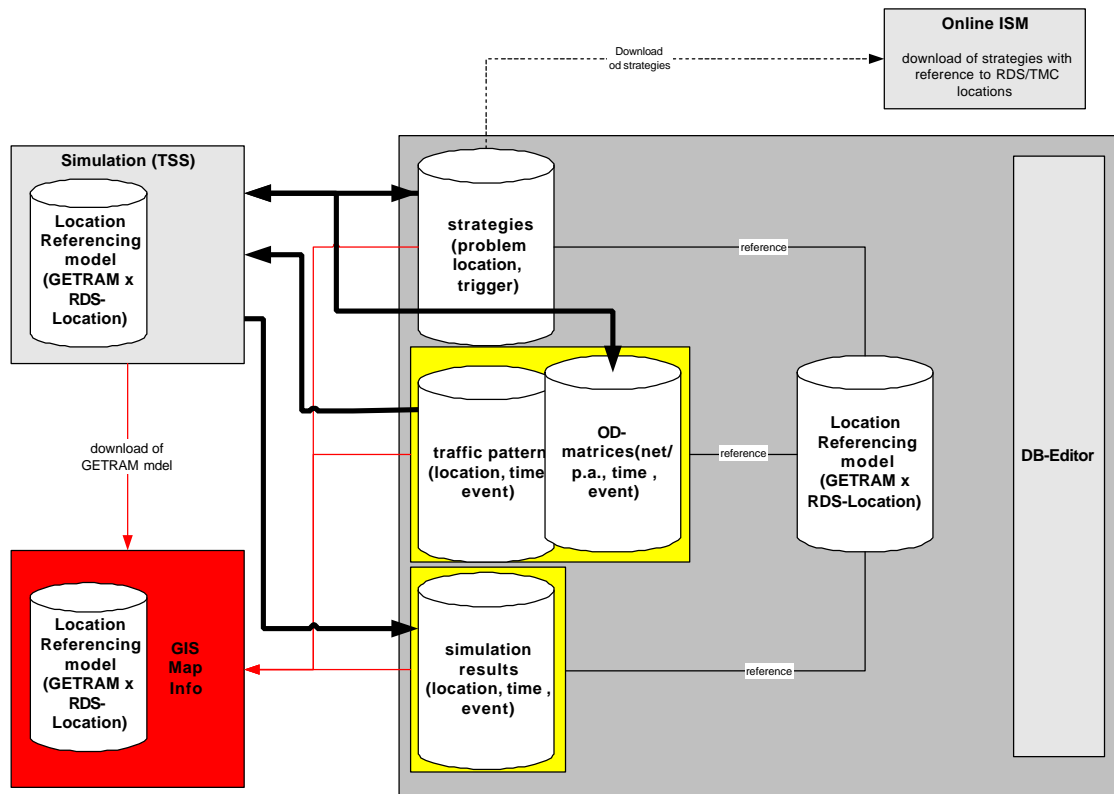 Online ISM
download of strategies with
reference to RDS/TMC
locations
Download
od strategies
Simulation (TSS)
Location
Referencing
model
(GETRAM x
RDS-
Location)
strategies
(problem
location,
trigger)
reference
download of
GETRAM mdel
traffic pattern
(location, time
event)
OD-
matrices(net/
p.a., time ,
event)
reference
Location
Referencing
model
(GETRAM x
RDS-Location)
DB-Editor
Location
Referencing
model
(GETRAM x
RDS-
Location)
GIS
Map
Info
simulation
results
(location, time ,
event)
reference